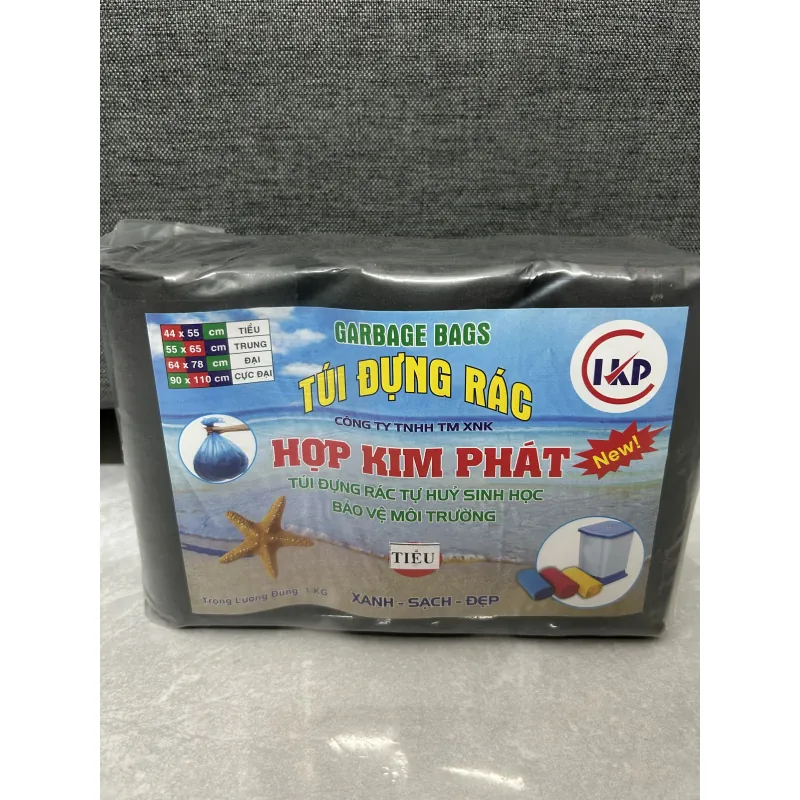 44 x 55 cm TIỂU
55 x 65 cm TRUNG
64 x 78 cm ĐẠI
90 x 110 cm CỰC ĐẠI
GARBAGE BAGS
TÚI ĐỰNG RÁC
CÔNG TY TNHH TM XNK
HỢP KIM PHÁT
New!
IKP
TÚI ĐỰNG RÁC TỰ HUỶ SINH HỌC
BẢO VỆ MÔI TRƯỜNG
TIỂU
Trọng Lượng Đúng 1 KG
XANH - SẠCH - ĐẸP